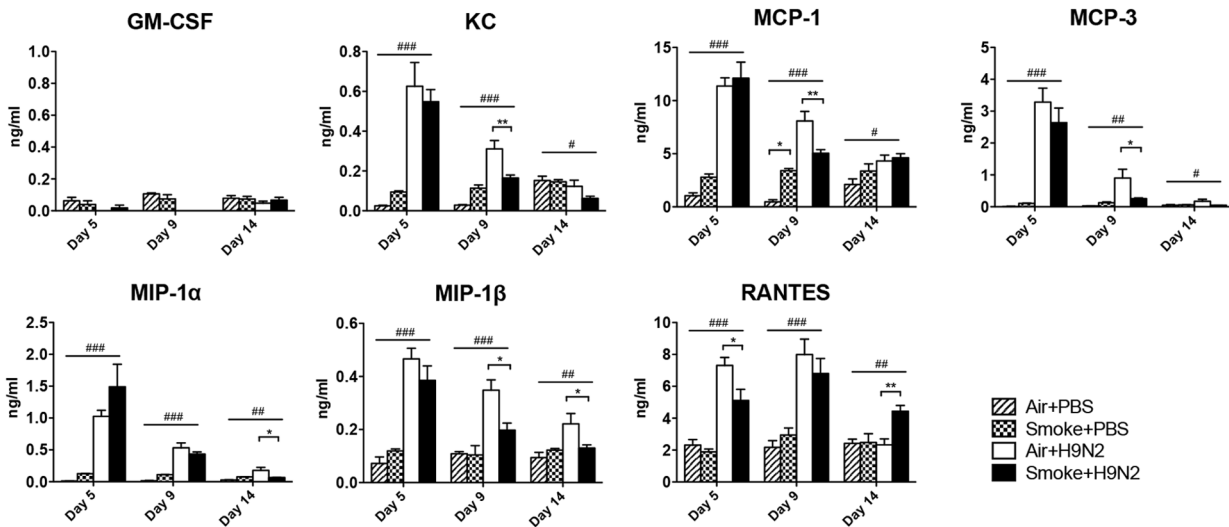 GM-CSF
ng/ml
1.0
0.8
0.6
0.4
0.2
0.0
Day 5
Day 9
Day 14
KC
ng/ml
0.8
0.6
0.4
0.2
0.0
###
###
**
#
Day 5
Day 9
Day 14
MCP-1
ng/ml
15
10
5
0
###
*
###
**
#
Day 5
Day 9
Day 14
MCP-3
ng/ml
5
4
3
2
1
0
###
##
*
#
Day 5
Day 9
Day 14
MIP-1α
ng/ml
2.5
2.0
1.5
1.0
0.5
0.0
###
###
##
*
Day 5
Day 9
Day 14
MIP-1β
ng/ml
0.6
0.4
0.2
0.0
###
###
*
##
*
Day 5
Day 9
Day 14
RANTES
ng/ml
10
8
6
4
2
0
###
*
###
##
**
Day 5
Day 9
Day 14
Air+PBS
Smoke+PBS
Air+H9N2
Smoke+H9N2